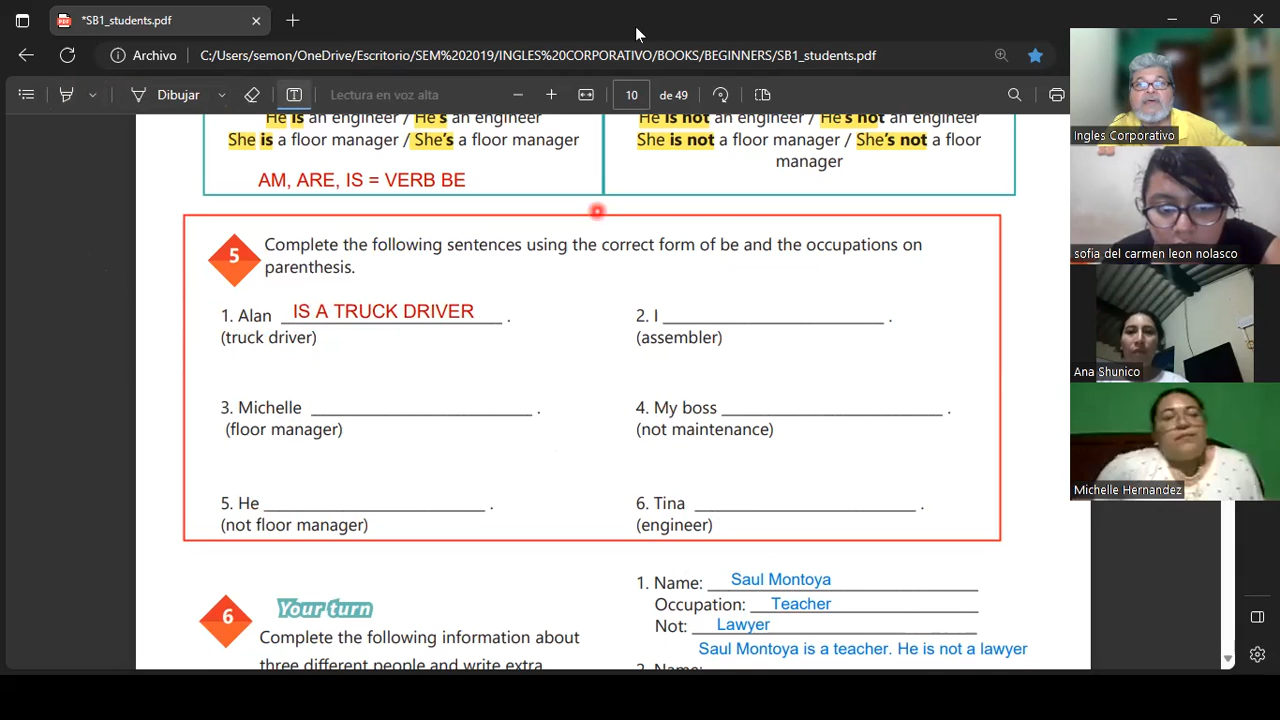 *SB1_students.pdf
Archivo C:/Users/semon/OneDrive/Escritorio/SEM%202019/INGLES%20CORPORATIVO/BOOKS/BEGINNERS/SB1_students.pdf
Dibujar Lectura en voz alta 10 de 49
He is an engineer / He's an engineer
She is a floor manager / She's a floor manager
AM, ARE, IS = VERB BE
He is not an engineer / He's not an engineer
She is not a floor manager / She's not a floor
manager
5 Complete the following sentences using the correct form of be and the occupations on
parenthesis.
1. Alan IS A TRUCK DRIVER .
(truck driver)
2. I ______________________ .
(assembler)
3. Michelle ______________________ .
(floor manager)
4. My boss ______________________ .
(not maintenance)
5. He ______________________ .
(not floor manager)
6. Tina ______________________ .
(engineer)
6 Your turn
Complete the following information about
three different people and write extra
1. Name: Saul Montoya
Occupation: Teacher
Not: Lawyer
Saul Montoya is a teacher. He is not a lawyer
2. Name:
Ingles Corporativo
sofia del carmen leon nolasco
Ana Shunico
Michelle Hernandez